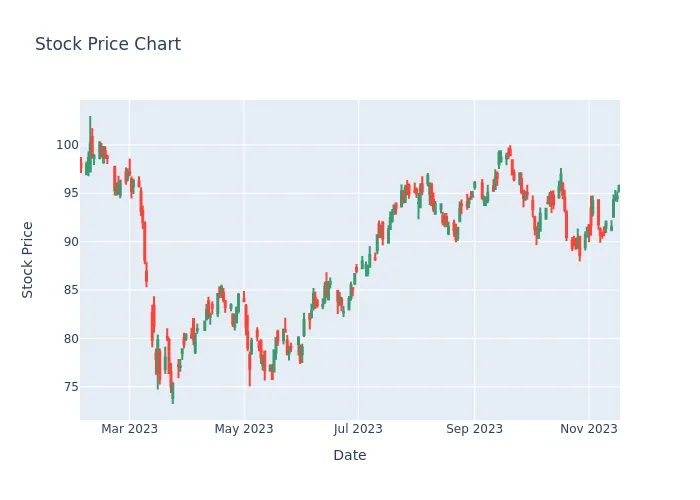 Stock Price Chart
100
95
90
85
80
75
Stock Price
Mar 2023
May 2023
Jul 2023
Sep 2023
Nov 2023
Date